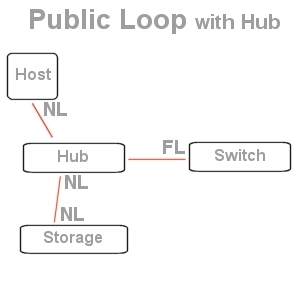 Public Loop with Hub
Host
NL
FL
Hub
Switch
NL
NL
Storage